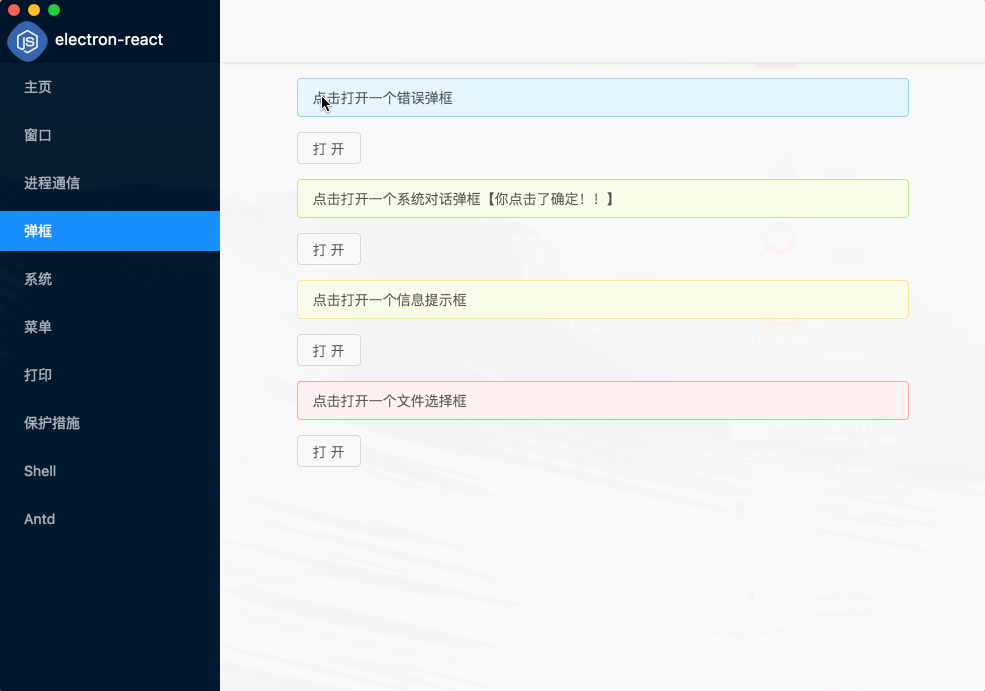 JS
electron-react
主页
窗口
进程通信
弹框
系统
菜单
打印
保护措施
Shell
Antd
点击打开一个错误弹框
打 开
点击打开一个系统对话弹框【你点击了确定！！】
打 开
点击打开一个信息提示框
打 开
点击打开一个文件选择框
打 开